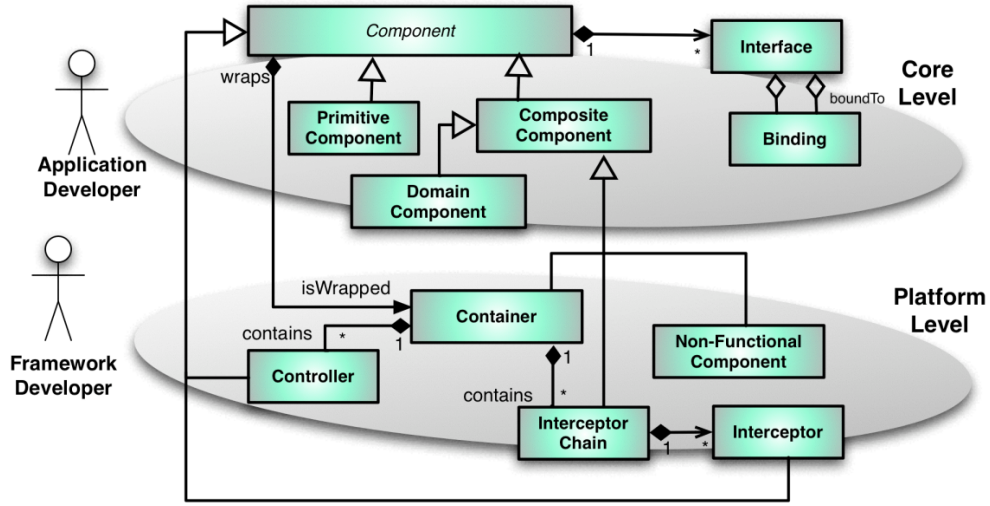 Component
1
*
Interface
wraps
Core
Level
boundTo
Primitive
Component
Composite
Component
Binding
Application
Developer
Domain
Component
isWrapped
Container
Platform
Level
contains
*
1
1
Non-Functional
Component
Framework
Developer
Controller
contains
*
Interceptor
Chain
1
*
Interceptor